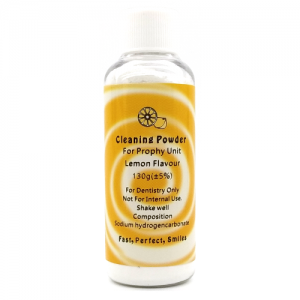 Cleaning Powder
For Prophy Unit
Lemon Flavour
130g(±5%)
For Dentistry Only
Not For Internal Use.
Shake well
Composition
Sodium hydrogencarbonate
Fast, Perfect, Smiles